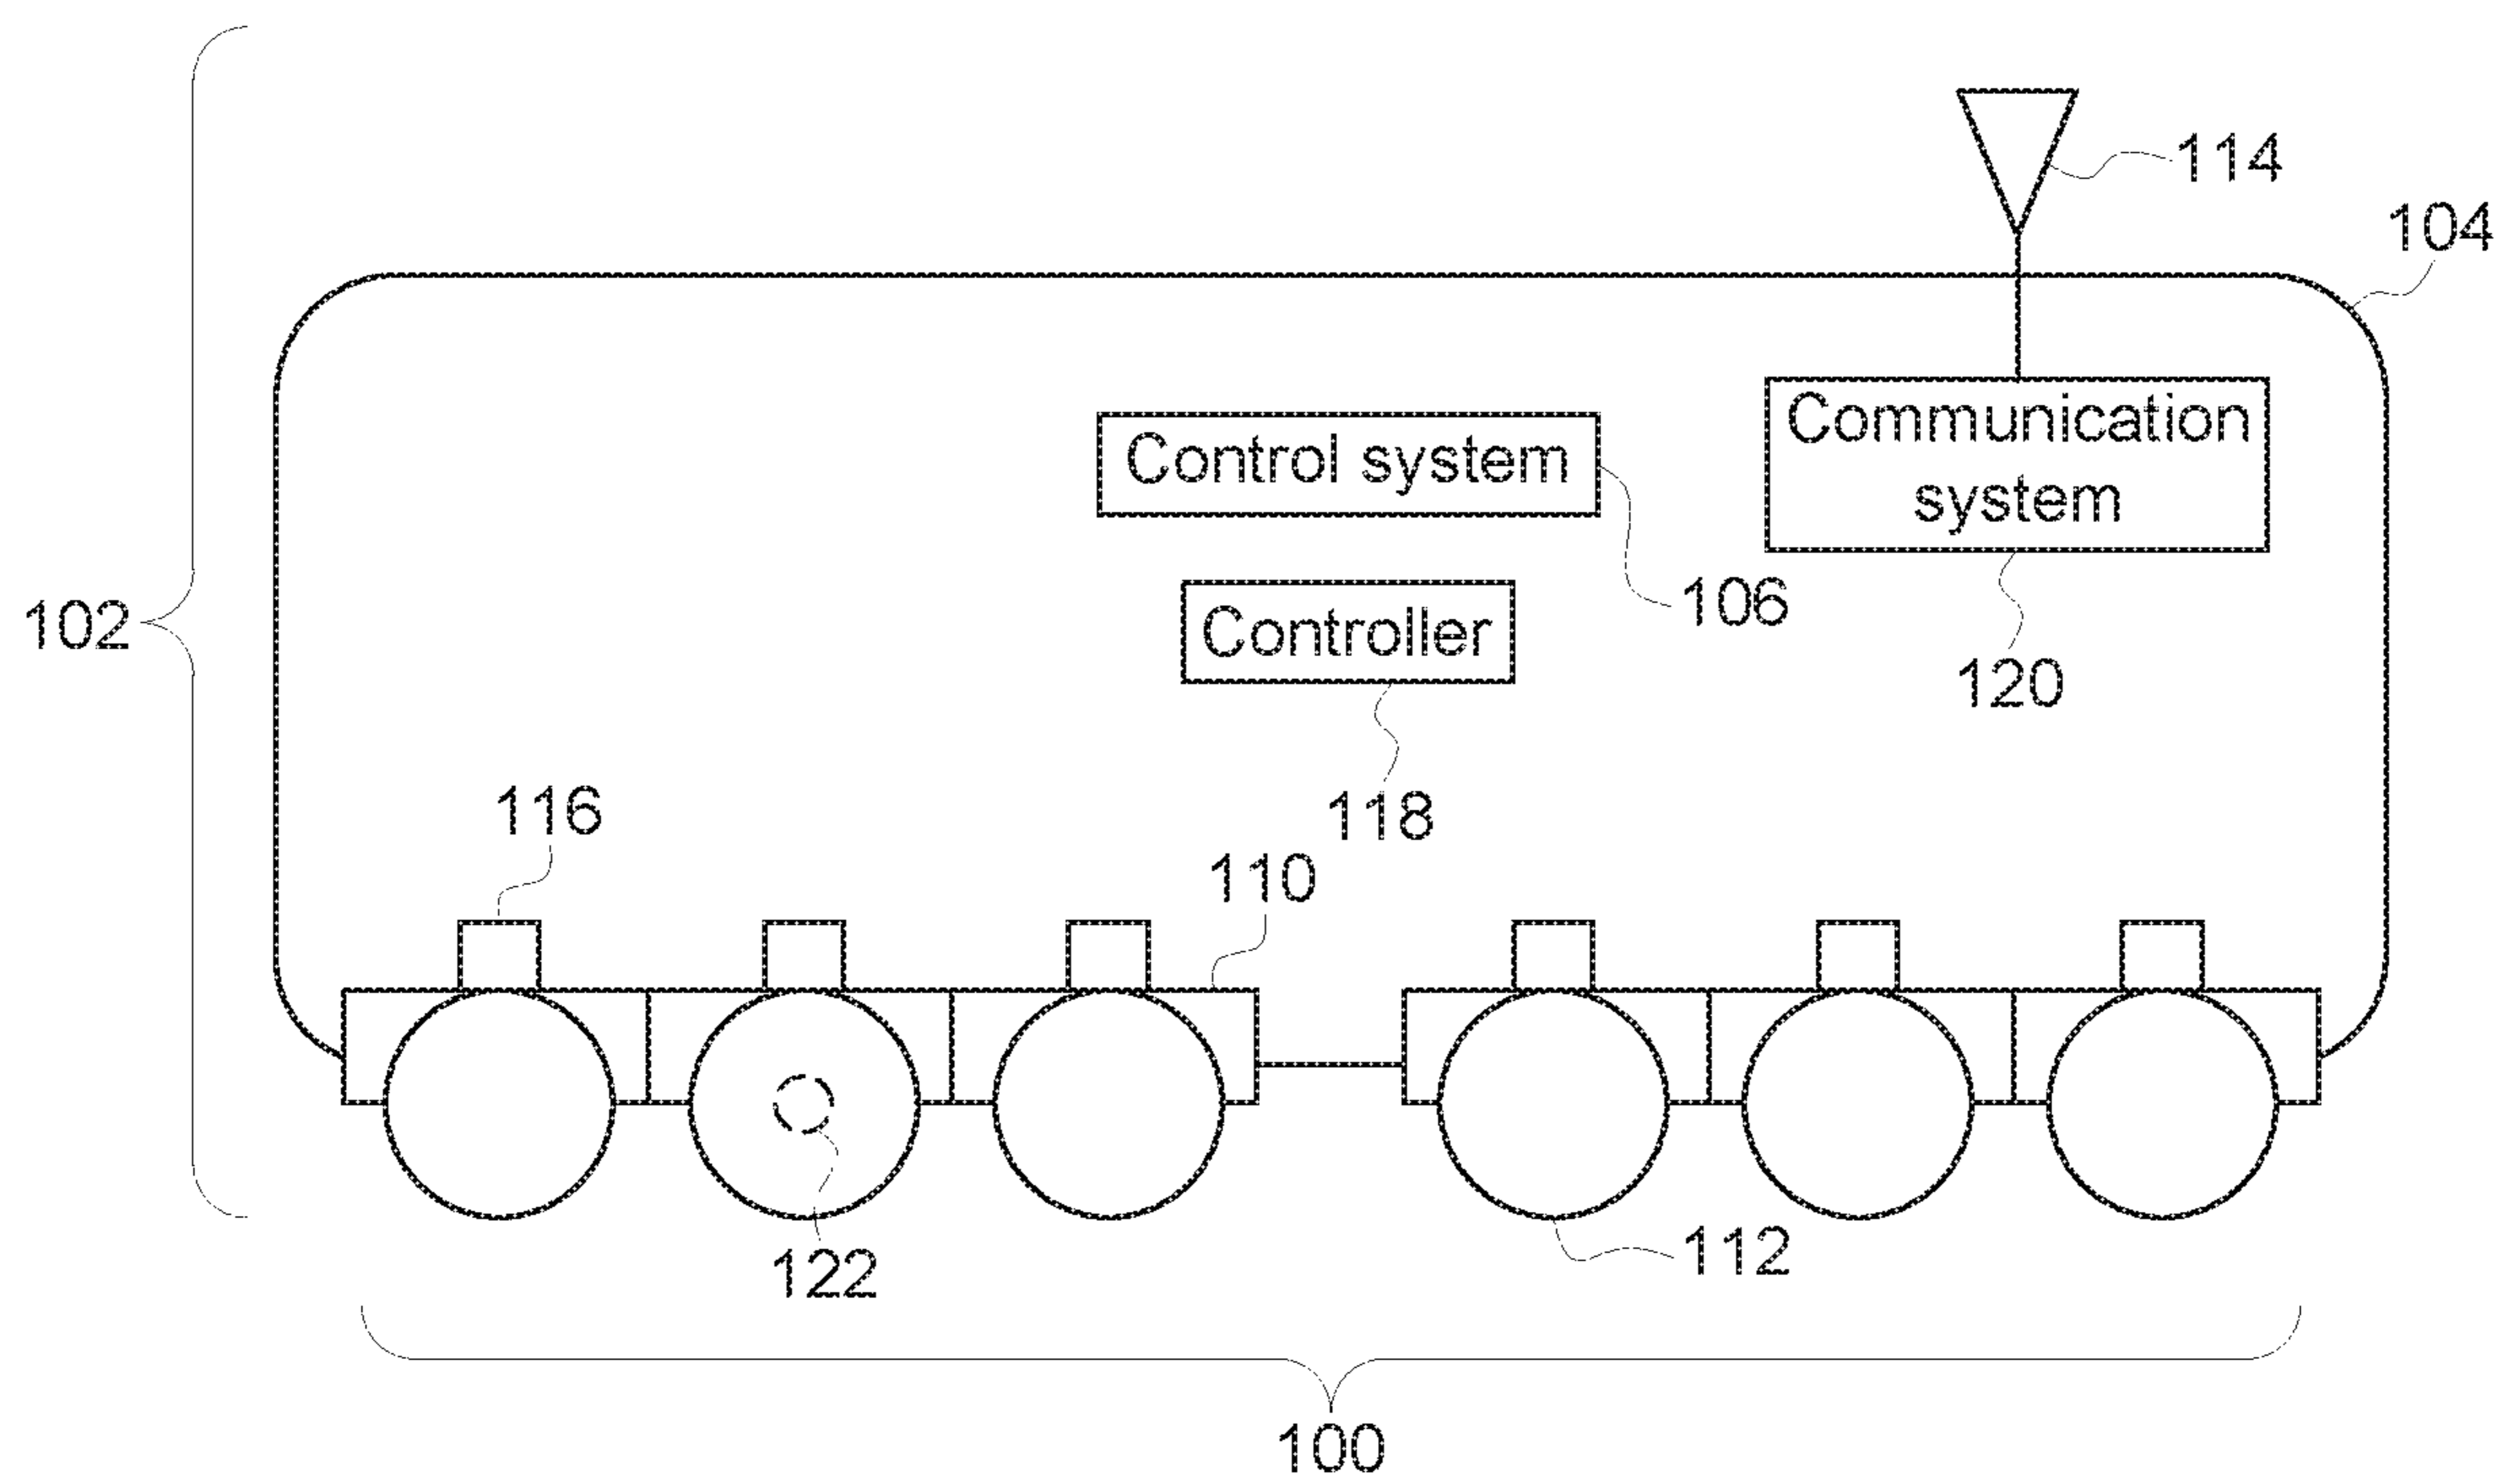 114
104
Communication
system
Control system
106
Controller
102
120
116
118
110
112
122
100